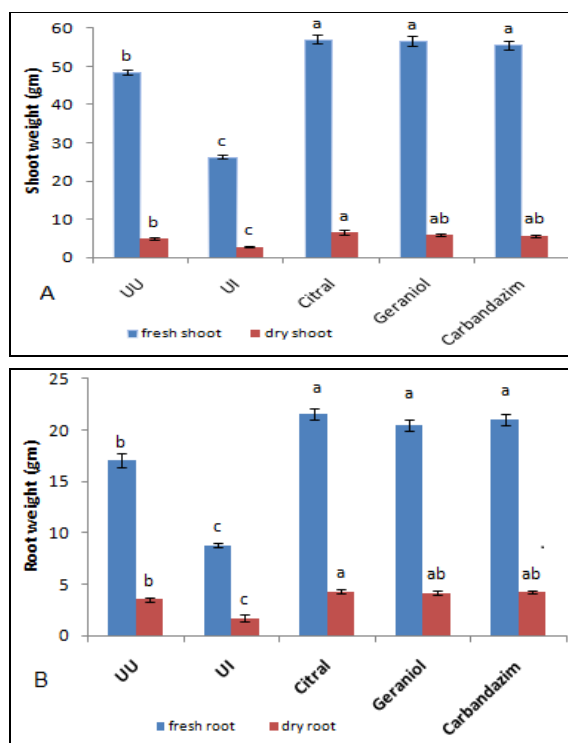 60
50
40
30
20
10
0
Shoot weight (gm)
b
b
c
c
a
a
a
ab
a
ab
UU
UI
Citral
Geraniol
Carbandazim
A
fresh shoot
dry shoot
25
20
15
10
5
0
Root weight (gm)
b
b
c
c
a
a
a
ab
a
ab
UU
UI
Citral
Geraniol
Carbandazim
B
fresh root
dry root